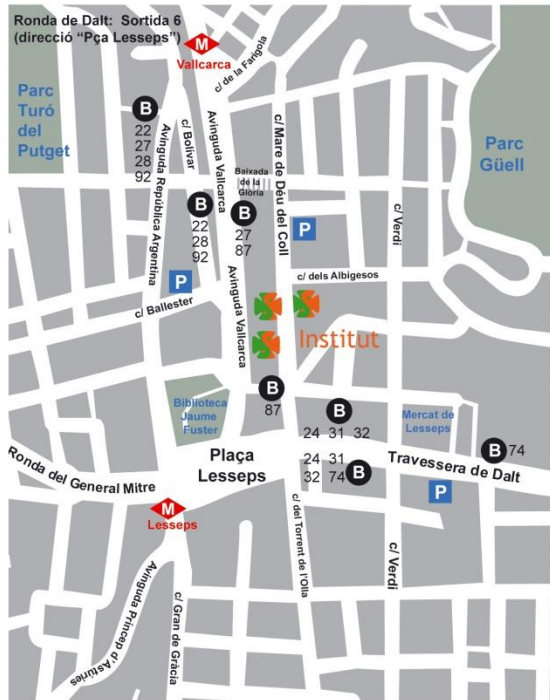 Ronda de Dalt: Sortida 6
(direcció "Pça Lesseps")
M
Vallcarca
c/ de la Farigola
Parc
Turó
del
Putget
B
22
27
28
92
Avinguda República Argentina
c/ Bolivar
Avinguda Vallcarca
c/ Mare de Déu del Coll
Parc
Güell
Baixada
de la
Glòria
B
22
28
92
B
27
87
P
c/ Verdi
P
c/ dels Albigesos
c/ Ballester
Avinguda Vallcarca
Institut
B
87
Biblioteca
Jaume
Fuster
B
24 31 32
Mercat de
Lesseps
B 74
Plaça
Lesseps
24 31
32 74 B
Travessera de Dalt
P
Ronda del General Mitre
M
Lesseps
c/ del Torrent de l'Olla
c/ Verdi
Avinguda Príncep d'Astúries
c/ Gran de Gràcia